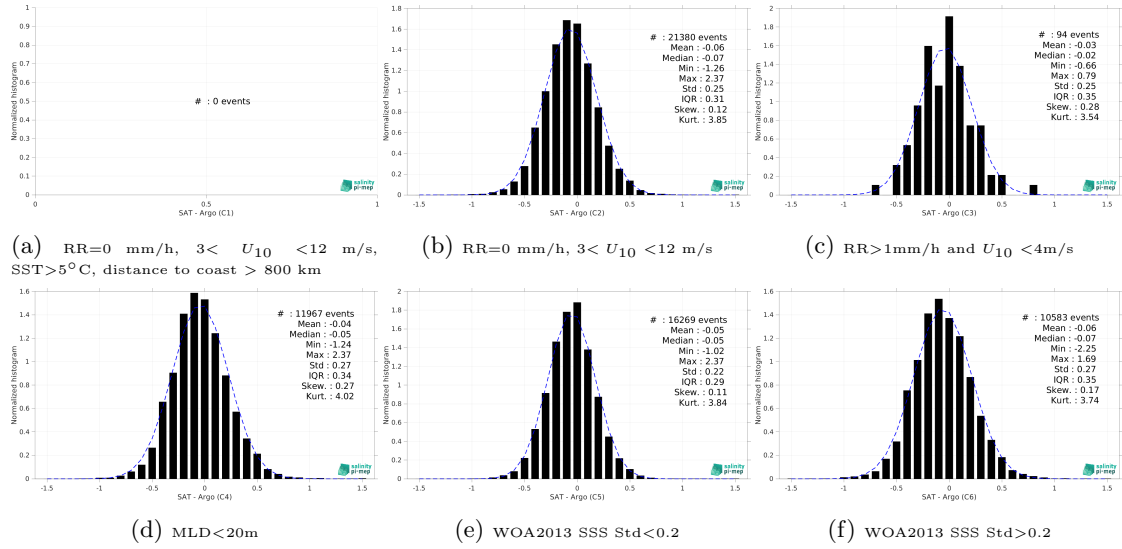 Normalized histogram
1
0.9
0.8
0.7
0.6
0.5
0.4
0.3
0.2
0.1
0
# : 0 events
salinity
pi-mep
0 0.5 1
SAT - Argo (C1)
(a) RR=0 mm/h, 3< U10 <12 m/s,
SST>5°C, distance to coast > 800 km
Normalized histogram
1.8
1.6
1.4
1.2
1
0.8
0.6
0.4
0.2
0
# : 21380 events
Mean : -0.06
Median : -0.07
Min : -1.26
Max : 2.37
Std : 0.25
IQR : 0.31
Skew. : 0.12
Kurt. : 3.85
salinity
pi-mep
-1.5 -1 -0.5 0 0.5 1 1.5
SAT - Argo (C2)
(b) RR=0 mm/h, 3< U10 <12 m/s
Normalized histogram
2
1.8
1.6
1.4
1.2
1
0.8
0.6
0.4
0.2
0
# : 94 events
Mean : -0.03
Median : -0.02
Min : -0.66
Max : 0.79
Std : 0.25
IQR : 0.35
Skew. : 0.28
Kurt. : 3.54
salinity
pi-mep
-1.5 -1 -0.5 0 0.5 1 1.5
SAT - Argo (C3)
(c) RR>1mm/h and U10 <4m/s
Normalized histogram
1.6
1.4
1.2
1
0.8
0.6
0.4
0.2
0
# : 11967 events
Mean : -0.04
Median : -0.05
Min : -1.24
Max : 2.37
Std : 0.27
IQR : 0.34
Skew. : 0.27
Kurt. : 4.02
salinity
pi-mep
-1.5 -1 -0.5 0 0.5 1 1.5
SAT - Argo (C4)
(d) MLD<20m
Normalized histogram
2
1.8
1.6
1.4
1.2
1
0.8
0.6
0.4
0.2
0
# : 16269 events
Mean : -0.05
Median : -0.05
Min : -1.02
Max : 2.37
Std : 0.22
IQR : 0.29
Skew. : 0.11
Kurt. : 3.84
salinity
pi-mep
-1.5 -1 -0.5 0 0.5 1 1.5
SAT - Argo (C5)
(e) WOA2013 SSS Std<0.2
Normalized histogram
1.6
1.4
1.2
1
0.8
0.6
0.4
0.2
0
# : 10583 events
Mean : -0.06
Median : -0.07
Min : -2.25
Max : 1.69
Std : 0.27
IQR : 0.35
Skew. : 0.17
Kurt. : 3.74
salinity
pi-mep
-1.5 -1 -0.5 0 0.5 1 1.5
SAT - Argo (C6)
(f) WOA2013 SSS Std>0.2